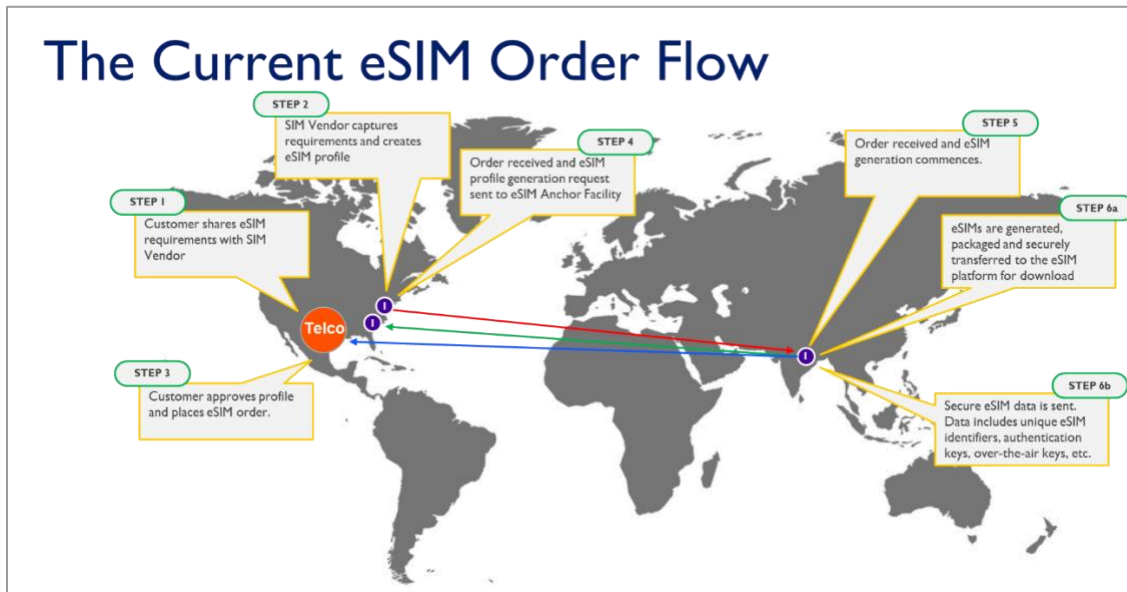 The Current eSIM Order Flow
STEP 1
Customer shares eSIM
requirements with SIM
Vendor
STEP 2
SIM Vendor captures
requirements and creates
eSIM profile
STEP 3
Customer approves profile
and places eSIM order.
STEP 4
Order received and eSIM
profile generation request
sent to eSIM Anchor Facility
STEP 5
Order received and eSIM
generation commences.
STEP 6a
eSIMs are generated,
packaged and securely
transferred to the eSIM
platform for download
STEP 6b
Secure eSIM data is sent.
Data includes unique eSIM
identifiers, authentication
keys, over-the-air keys, etc.
Telco
I
I
I